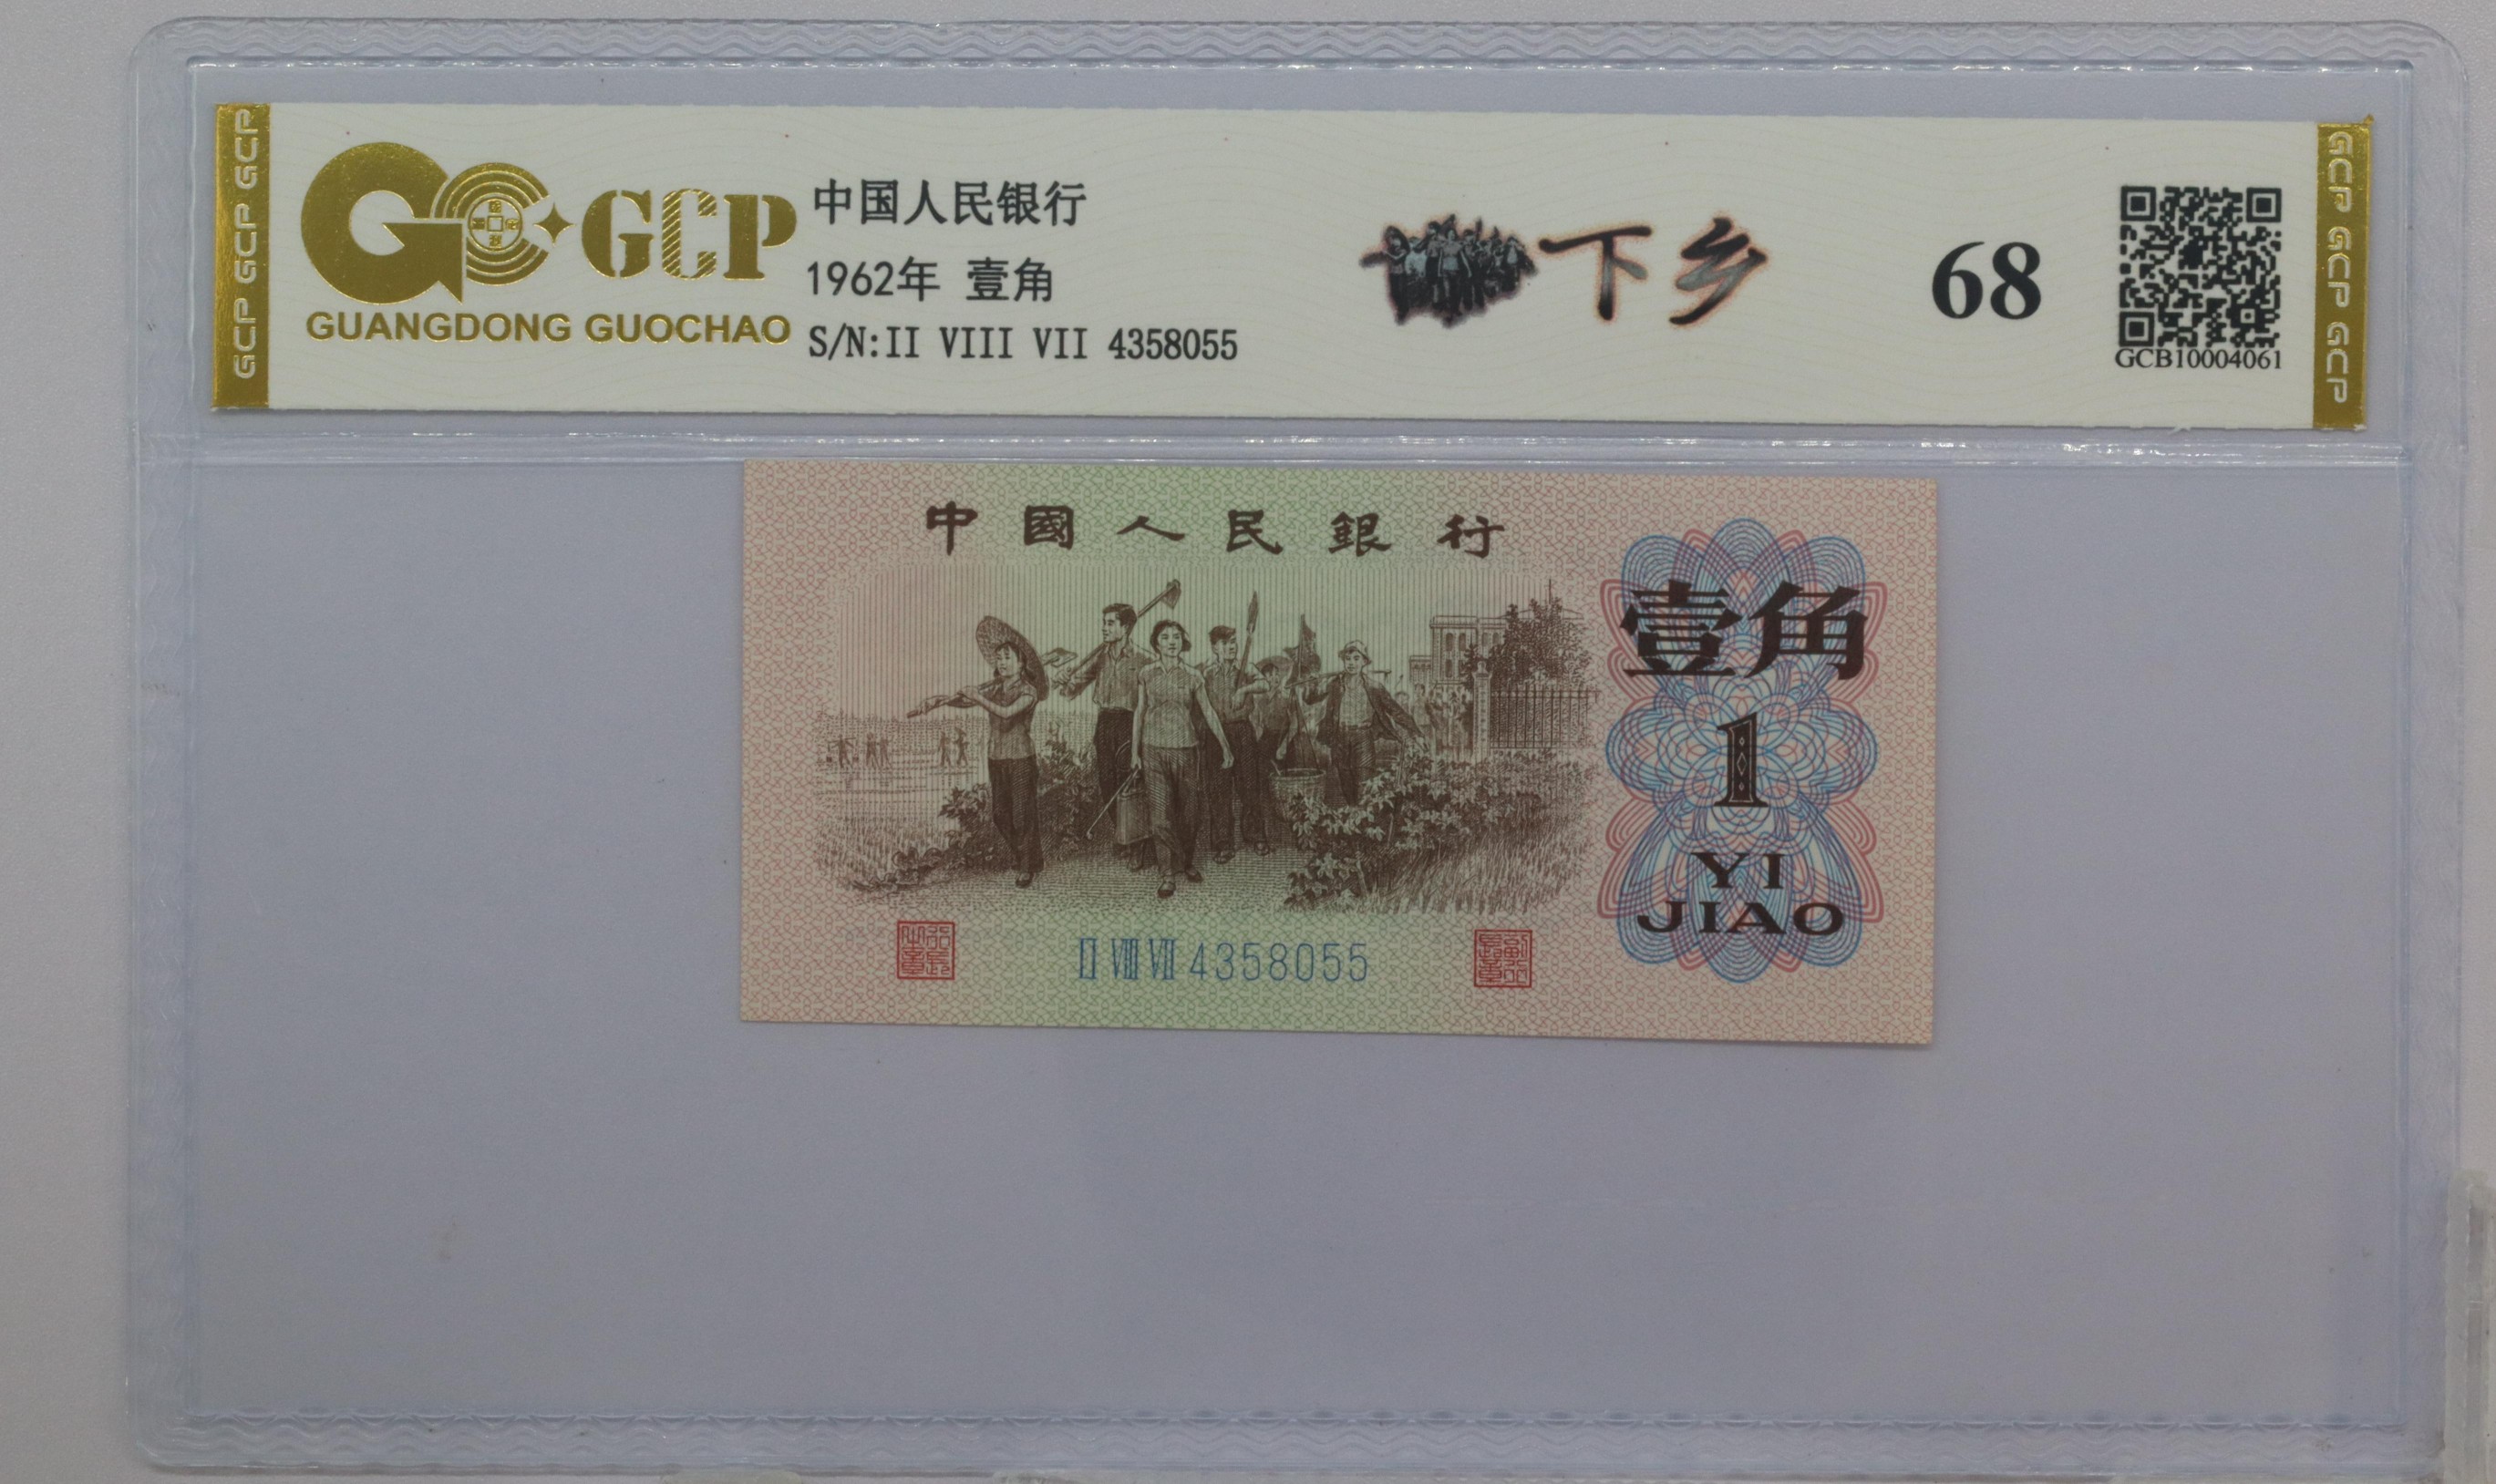 GCP GCP GCP
GCP
GUANGDONG GUOCHAO
中国人民银行
1962年 壹角
S/N:II VIII VII 4358055
下乡
68
GCB10004061
GCP GCP GCP
中國人民銀行
壹角
1
YI
JIAO
II VIII VII 4358055